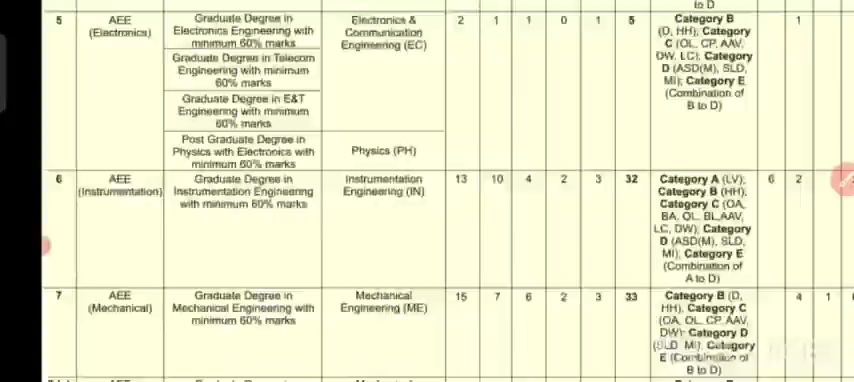 to D
5 AEE Graduate Degree in Electronics & 2 1 1 0 1 5 Category B 1
(Electronics) Electronics Engineering with Communication (D, HH); Category
minimum 60% marks Engineering (EC) C (OL, CP, AAV,
Graduate Degree in Telecom DW, LC); Category
Engineering with minimum D (ASD(M), SLD,
60% marks MI); Category E
Graduate Degree in E&T (Combination of
Engineering with minimum B to D)
60% marks
Post Graduate Degree in
Physics with Electronics with Physics (PH)
minimum 60% marks
6 AEE Graduate Degree in Instrumentation 13 10 4 2 3 32 Category A (LV); 6 2
(Instrumentation) Instrumentation Engineering Engineering (IN) Category B (HH);
with minimum 60% marks Category C (OA,
BA, OL, BL,AAV,
LC, DW); Category
D (ASD(M), SLD,
MI); Category E
(Combination of
A to D)
7 AEE Graduate Degree in Mechanical 15 7 6 2 3 33 Category B (D, 4 1
(Mechanical) Mechanical Engineering with Engineering (ME) HH); Category C
minimum 60% marks (OA, OL, CP, AAV,
DW); Category D
(SLD, MI); Category
E (Combination of
B to D)